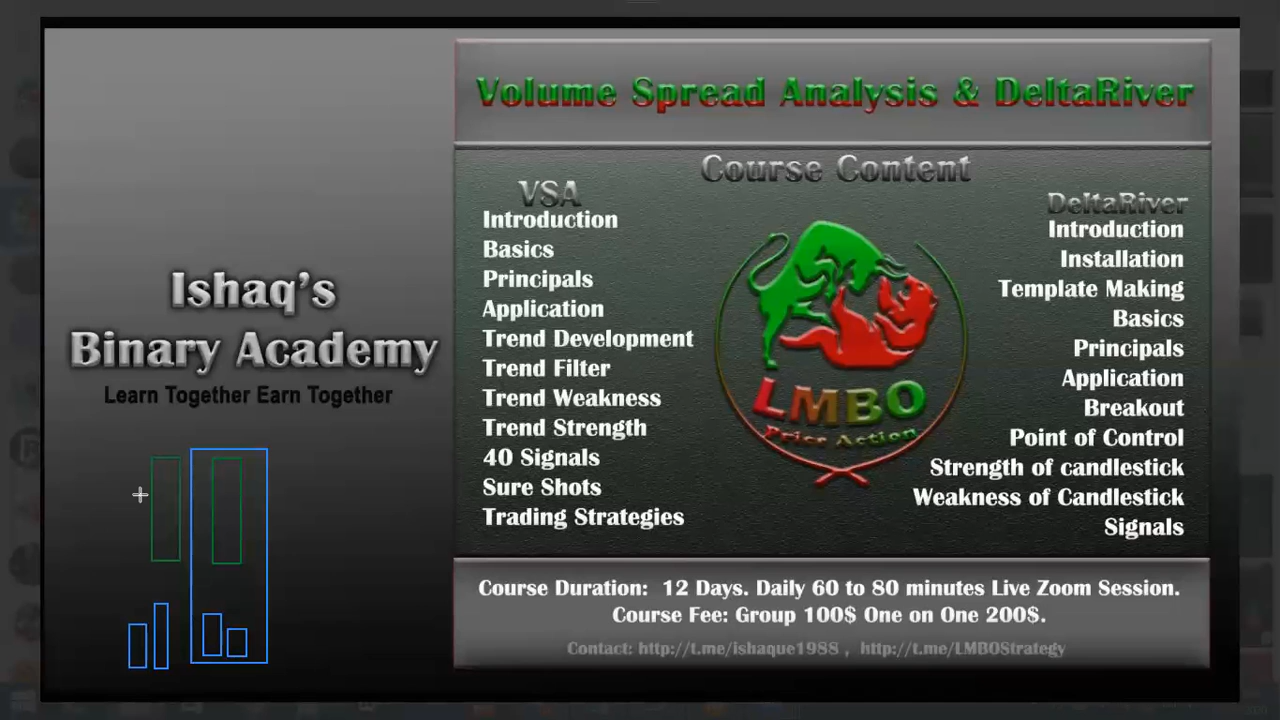 Ishaq's
Binary Academy
Learn Together Earn Together
Volume Spread Analysis & DeltaRiver
Course Content
VSA
Introduction
Basics
Principals
Application
Trend Development
Trend Filter
Trend Weakness
Trend Strength
40 Signals
Sure Shots
Trading Strategies
LMBO
Price Action
DeltaRiver
Introduction
Installation
Template Making
Basics
Principals
Application
Breakout
Point of Control
Strength of candlestick
Weakness of Candlestick
Signals
Course Duration: 12 Days. Daily 60 to 80 minutes Live Zoom Session.
Course Fee: Group 100$ One on One 200$.
Contact: http://t.me/ishaque1988 , http://t.me/LMBOStrategy